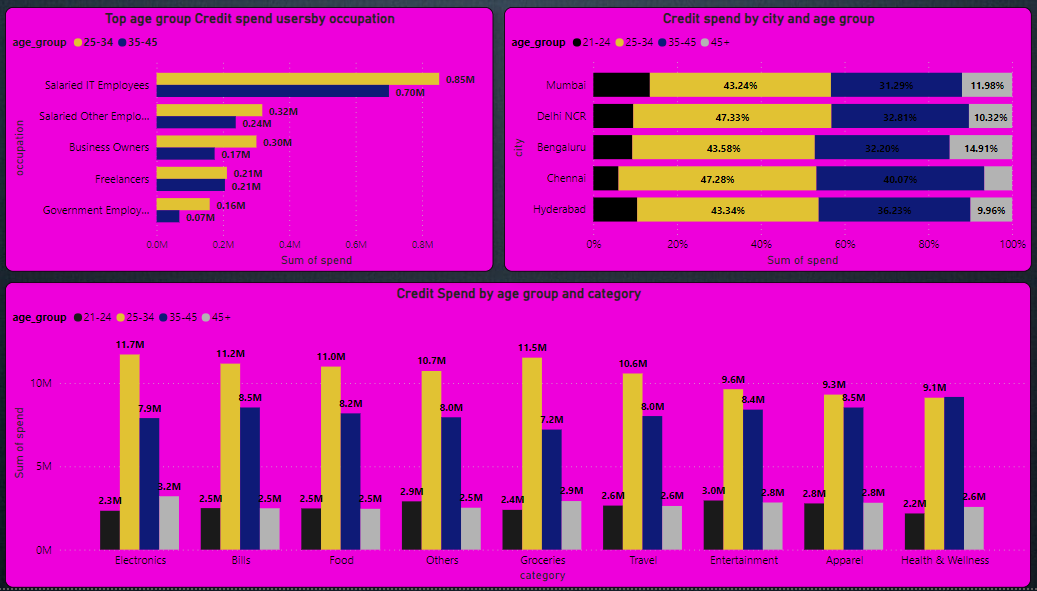 Top age group Credit spend usersby occupation
age_group 25-34 35-45
occupation
Salaried IT Employees 0.85M
0.70M
Salaried Other Emplo... 0.32M
0.24M
Business Owners 0.30M
0.17M
Freelancers 0.21M
0.21M
Government Employ... 0.16M
0.07M
0.0M 0.2M 0.4M 0.6M 0.8M
Sum of spend
Credit spend by city and age group
age_group 21-24 25-34 35-45 45+
city
Mumbai 43.24% 31.29% 11.98%
Delhi NCR 47.33% 32.81% 10.32%
Bengaluru 43.58% 32.20% 14.91%
Chennai 47.28% 40.07%
Hyderabad 43.34% 36.23% 9.96%
0% 20% 40% 60% 80% 100%
Sum of spend
Credit Spend by age group and category
age_group 21-24 25-34 35-45 45+
Sum of spend
10M
5M
0M
2.3M 11.7M 7.9M 3.2M
2.5M 11.2M 8.5M 2.5M
2.5M 11.0M 8.2M 2.5M
2.9M 10.7M 8.0M 2.5M
2.4M 11.5M 7.2M 2.9M
2.6M 10.6M 8.0M 2.6M
3.0M 9.6M 8.4M 2.8M
2.8M 9.3M 8.5M 2.8M
2.2M 9.1M 2.6M
Electronics Bills Food Others Groceries Travel Entertainment Apparel Health & Wellness
category